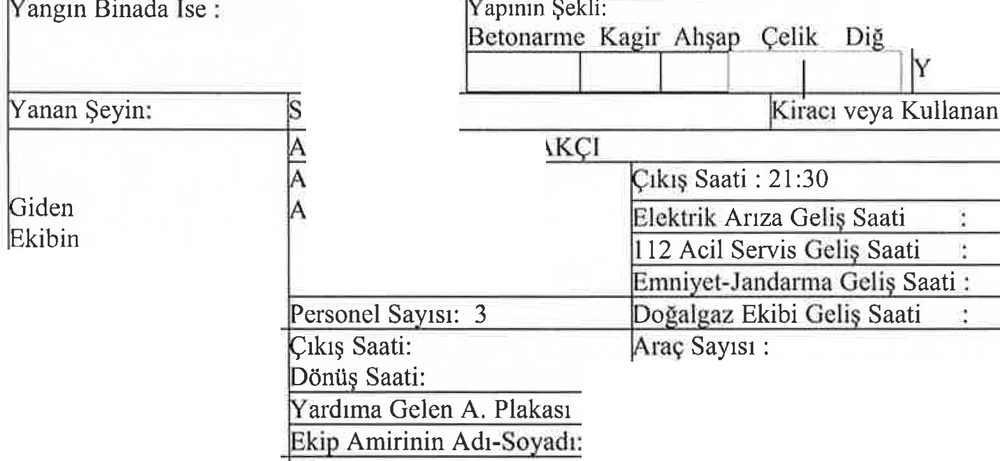 Yangın Binada İse :
Yapının Şekli:
Betonarme Kagir Ahşap Çelik Diğ
Y
Yanan Şeyin:
S
Kiracı veya Kullanan
A
AKÇI
A
Çıkış Saati : 21:30
Giden
A
Elektrik Arıza Geliş Saati :
Ekibin
112 Acil Servis Geliş Saati :
Emniyet-Jandarma Geliş Saati :
Personel Sayısı: 3
Doğalgaz Ekibi Geliş Saati :
Çıkış Saati:
Araç Sayısı :
Dönüş Saati:
Yardıma Gelen A. Plakası
Ekip Amirinin Adı-Soyadı: